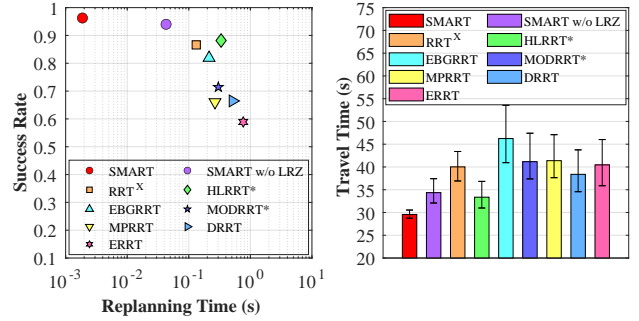 1
0.9
0.8
0.7
0.6
0.5
0.4
0.3
0.2
0.1
Success Rate
SMART
SMART w/o LRZ
RRT^X
HLRRT*
EBGRRT
MODRRT*
MPRRT
DRRT
ERRT
10^-3
10^-2
10^-1
10^0
10^1
Replanning Time (s)
75
70
65
60
55
50
45
40
35
30
25
20
Travel Time (s)
SMART
SMART w/o LRZ
RRT^X
HLRRT*
EBGRRT
MODRRT*
MPRRT
DRRT
ERRT